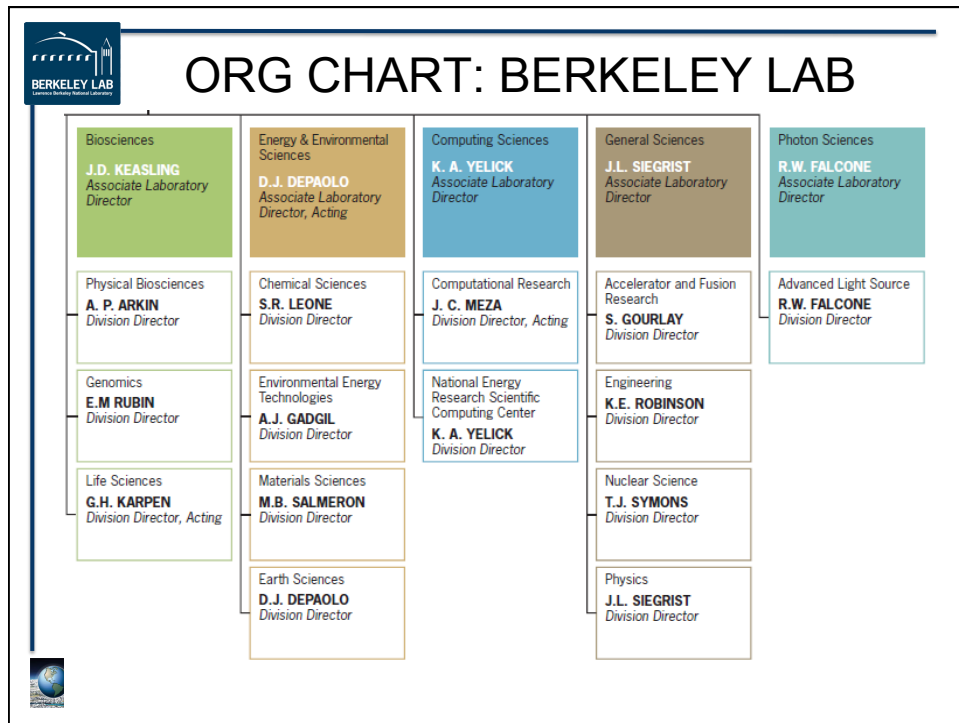 BERKELEY LAB
Lawrence Berkeley National Laboratory
ORG CHART: BERKELEY LAB
Biosciences
J.D. KEASLING
Associate Laboratory
Director
Physical Biosciences
A. P. ARKIN
Division Director
Genomics
E.M RUBIN
Division Director
Life Sciences
G.H. KARPEN
Division Director, Acting
Energy & Environmental
Sciences
D.J. DEPAOLO
Associate Laboratory
Director, Acting
Chemical Sciences
S.R. LEONE
Division Director
Environmental Energy
Technologies
A.J. GADGIL
Division Director
Materials Sciences
M.B. SALMERON
Division Director
Earth Sciences
D.J. DEPAOLO
Division Director
Computing Sciences
K. A. YELICK
Associate Laboratory
Director
Computational Research
J. C. MEZA
Division Director, Acting
National Energy
Research Scientific
Computing Center
K. A. YELICK
Division Director
General Sciences
J.L. SIEGRIST
Associate Laboratory
Director
Accelerator and Fusion
Research
S. GOURLAY
Division Director
Engineering
K.E. ROBINSON
Division Director
Nuclear Science
T.J. SYMONS
Division Director
Physics
J.L. SIEGRIST
Division Director
Photon Sciences
R.W. FALCONE
Associate Laboratory
Director
Advanced Light Source
R.W. FALCONE
Division Director